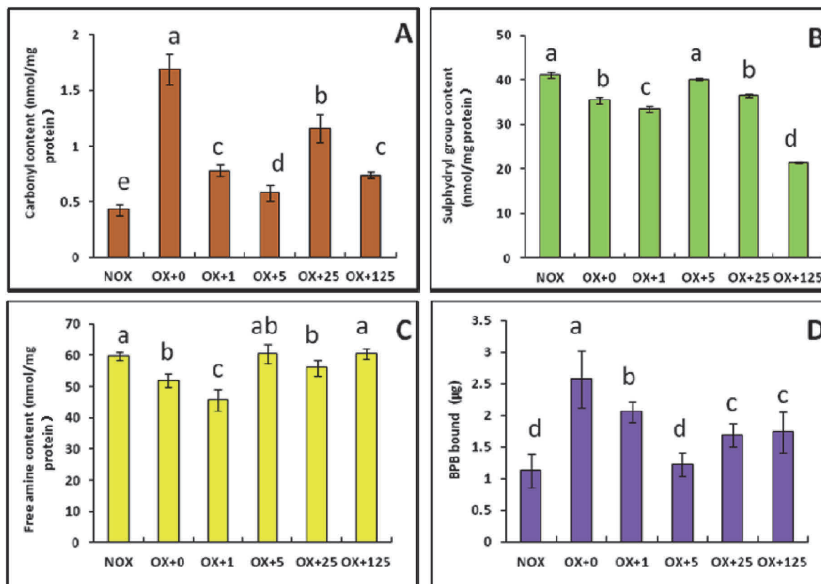 A
Carbonyl content (nmol/mg
protein)
2
1.5
1
0.5
0
e
a
c
d
b
c
NOX OX+0 OX+1 OX+5 OX+25 OX+125
B
Sulphydryl group content
(nmol/mg protein)
50
40
30
20
10
0
a
b
c
a
b
d
NOX OX+0 OX+1 OX+5 OX+25 OX+125
C
Free amine content (nmol/mg
protein)
70
60
50
40
30
20
10
0
a
b
c
ab
b
a
NOX OX+0 OX+1 OX+5 OX+25 OX+125
D
BPB bound (µg)
3.5
3
2.5
2
1.5
1
0.5
0
d
a
b
d
c
c
NOX OX+0 OX+1 OX+5 OX+25 OX+125